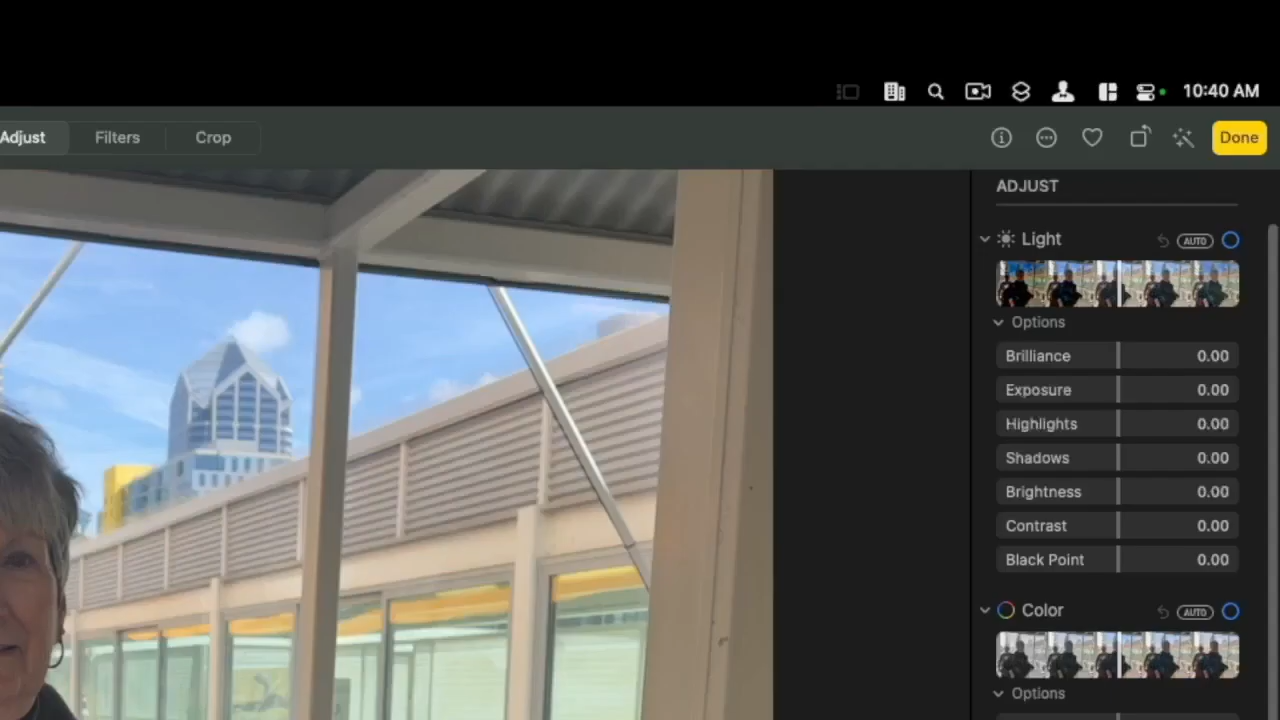 10:40 AM
Adjust Filters Crop Done
ADJUST
Light AUTO
Options
Brilliance 0.00
Exposure 0.00
Highlights 0.00
Shadows 0.00
Brightness 0.00
Contrast 0.00
Black Point 0.00
Color AUTO
Options